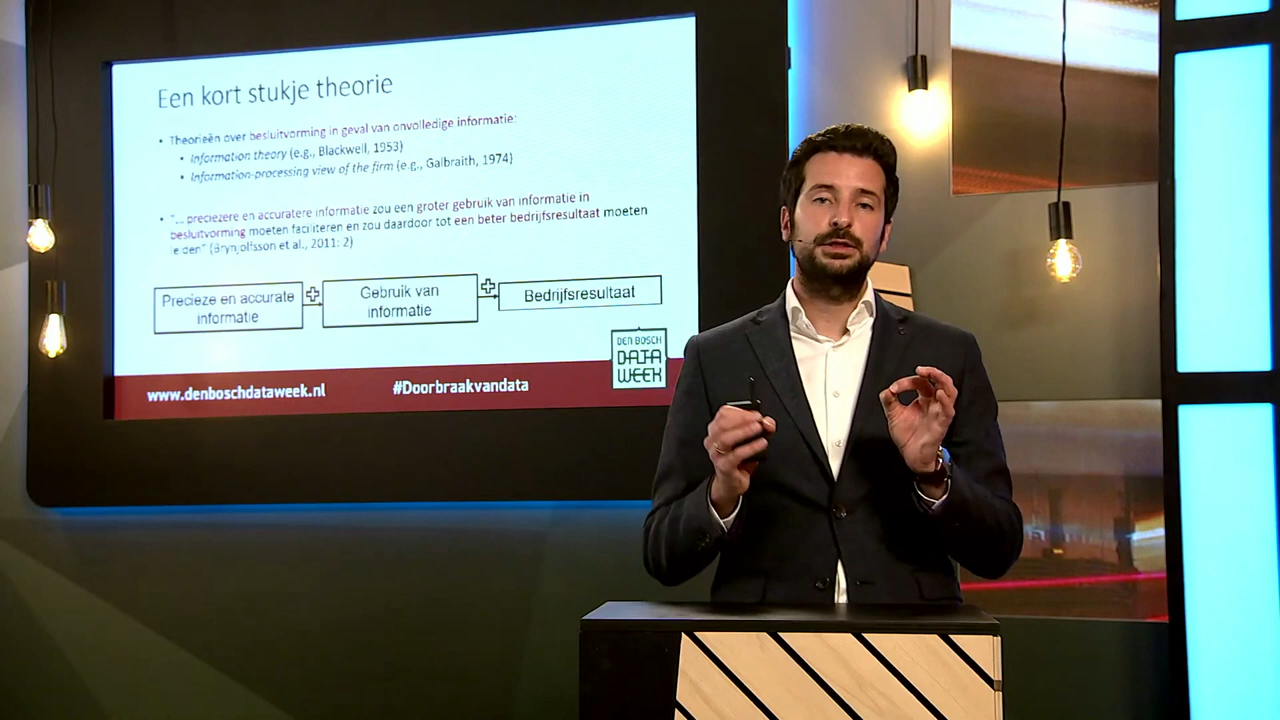 Een kort stukje theorie
• Theorieën over besluitvorming in geval van onvolledige informatie:
• Information theory (e.g., Blackwell, 1953)
• Information-processing view of the firm (e.g., Galbraith, 1974)
• "... preciezere en accuratere informatie zou een groter gebruik van informatie in
besluitvorming moeten faciliteren en zou daardoor tot een beter bedrijfsresultaat moeten
leiden" (Brynjolfsson et al., 2011: 2)
Precieze en accurate
informatie
Gebruik van
informatie
Bedrijfsresultaat
DEN BOSCH
DATA
WEEK
www.denboschdataweek.nl
#Doorbraakvandata